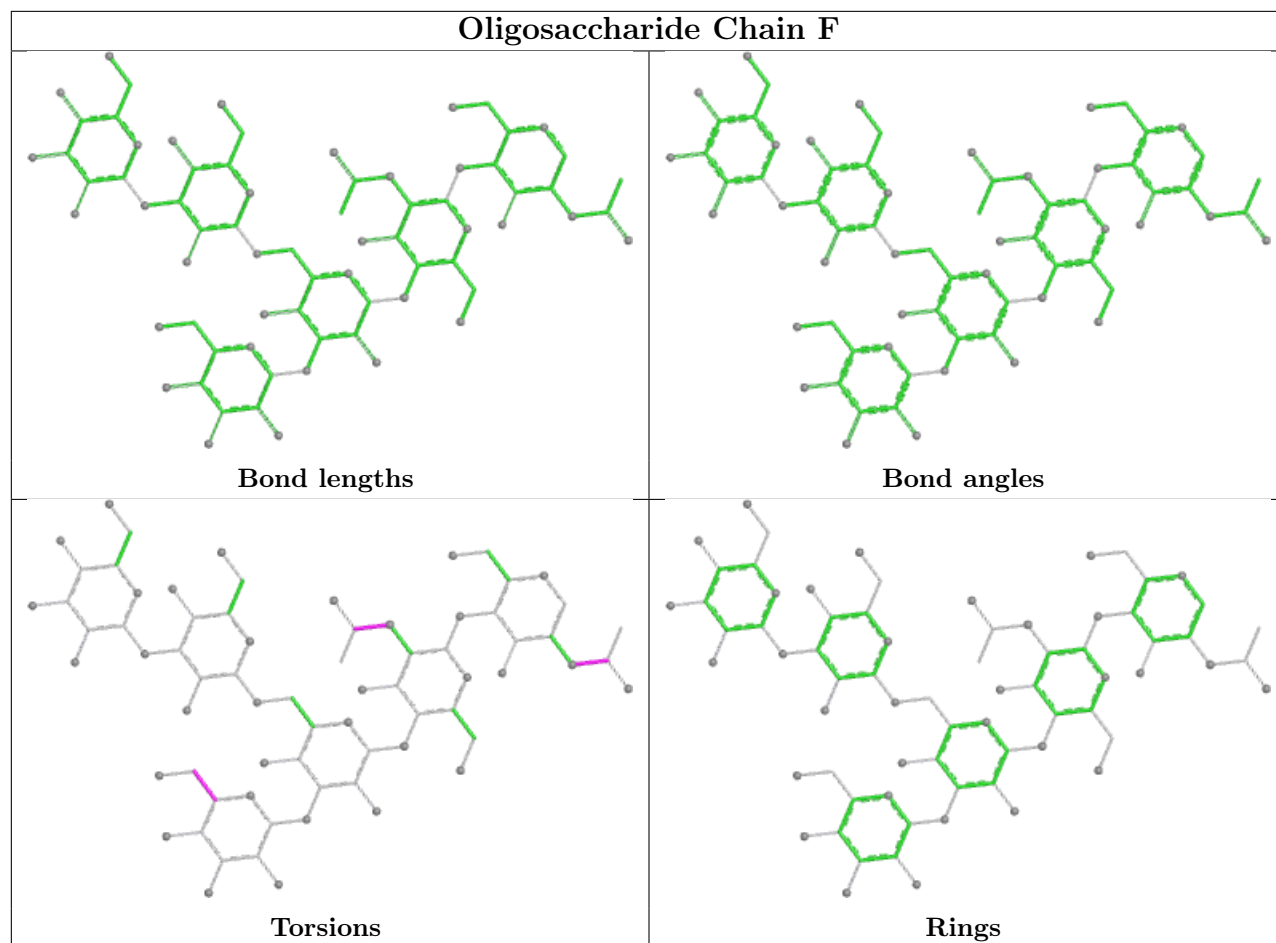 Oligosaccharide Chain F
Bond lengths
Bond angles
Torsions
Rings